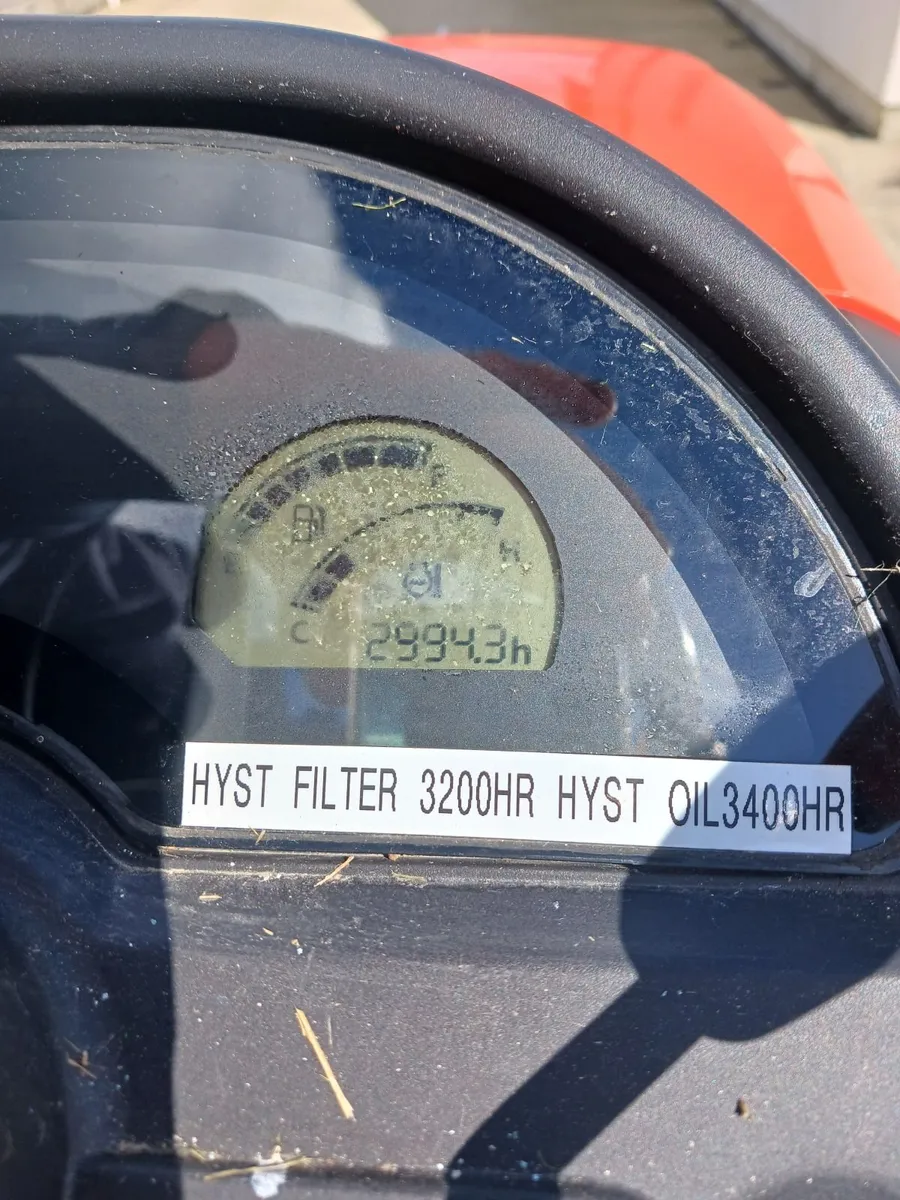 F
E
H
C
2994.3h
HYST FILTER 3200HR HYST OIL3400HR